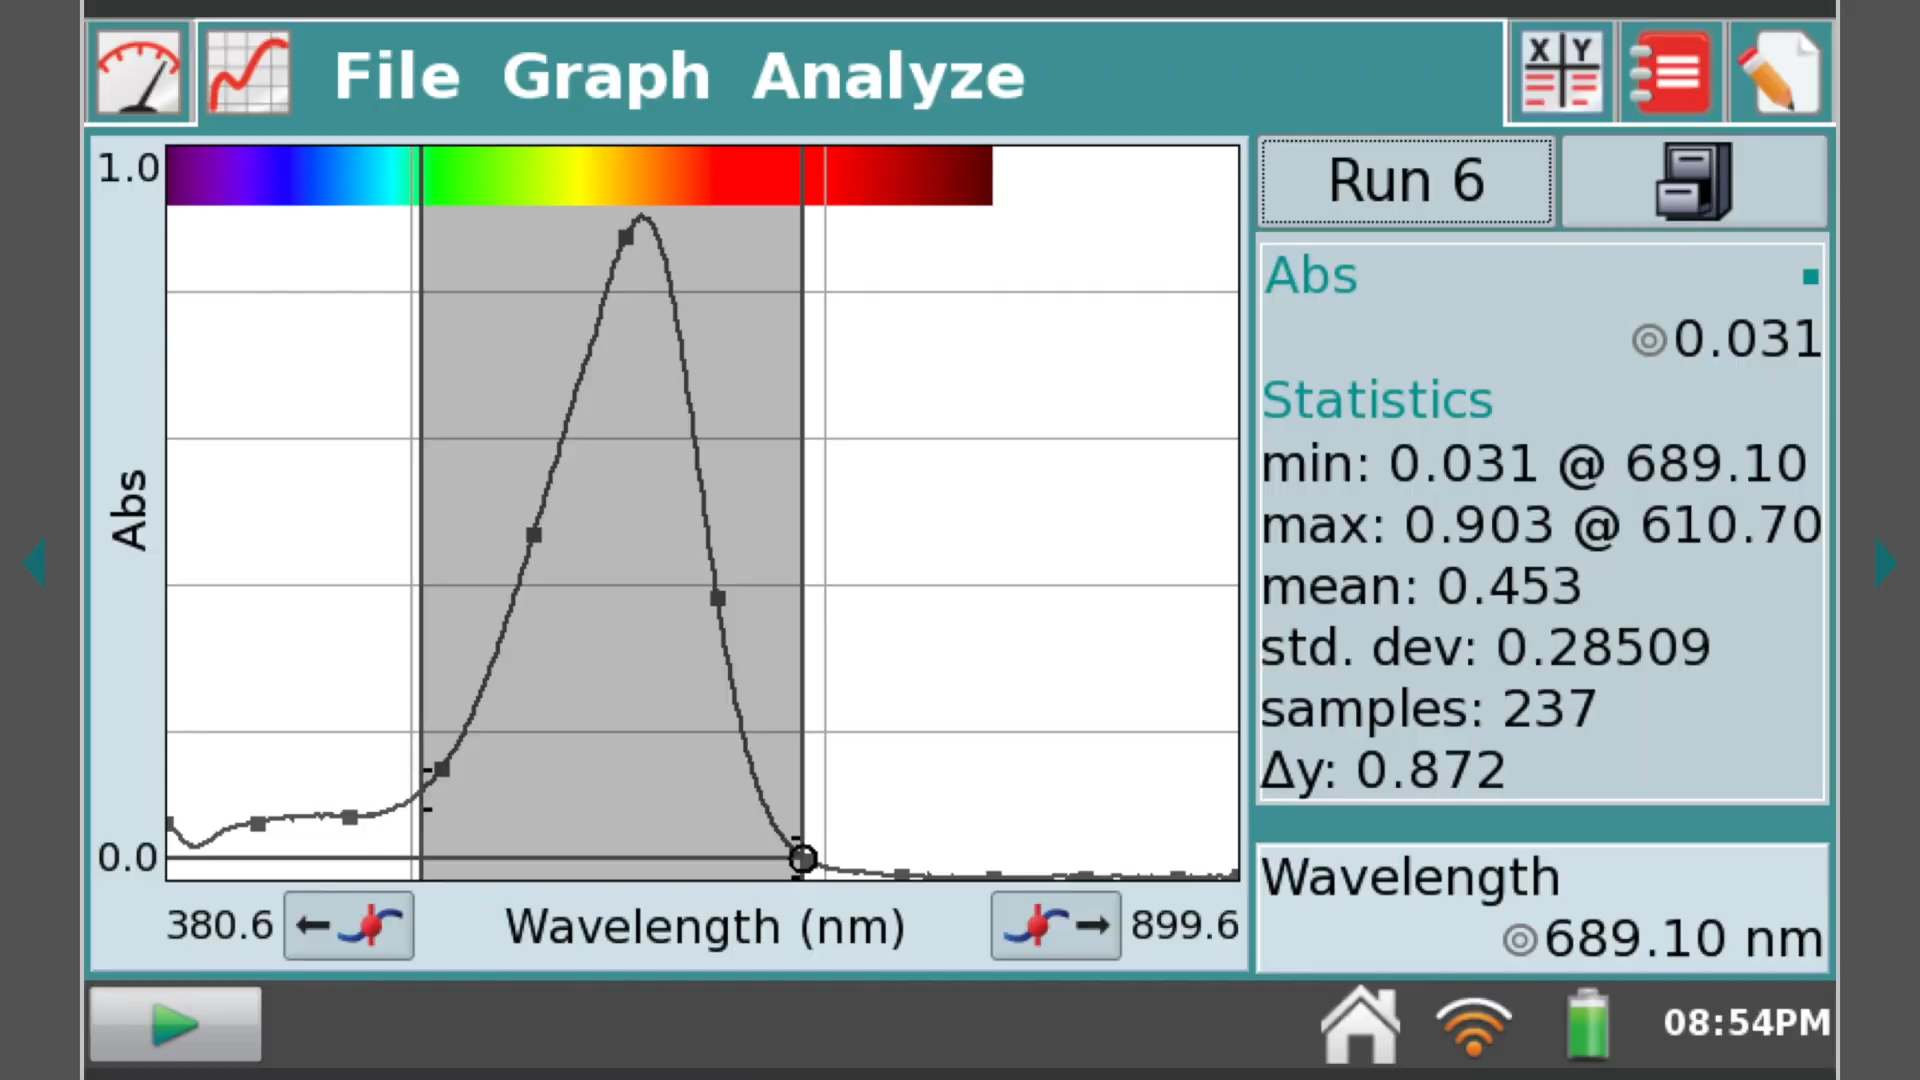 File Graph Analyze
X Y
1.0
Abs
0.0
380.6
Wavelength (nm)
899.6
Run 6
Abs
0.031
Statistics
min: 0.031 @ 689.10
max: 0.903 @ 610.70
mean: 0.453
std. dev: 0.28509
samples: 237
Δy: 0.872
Wavelength
689.10 nm
08:54PM